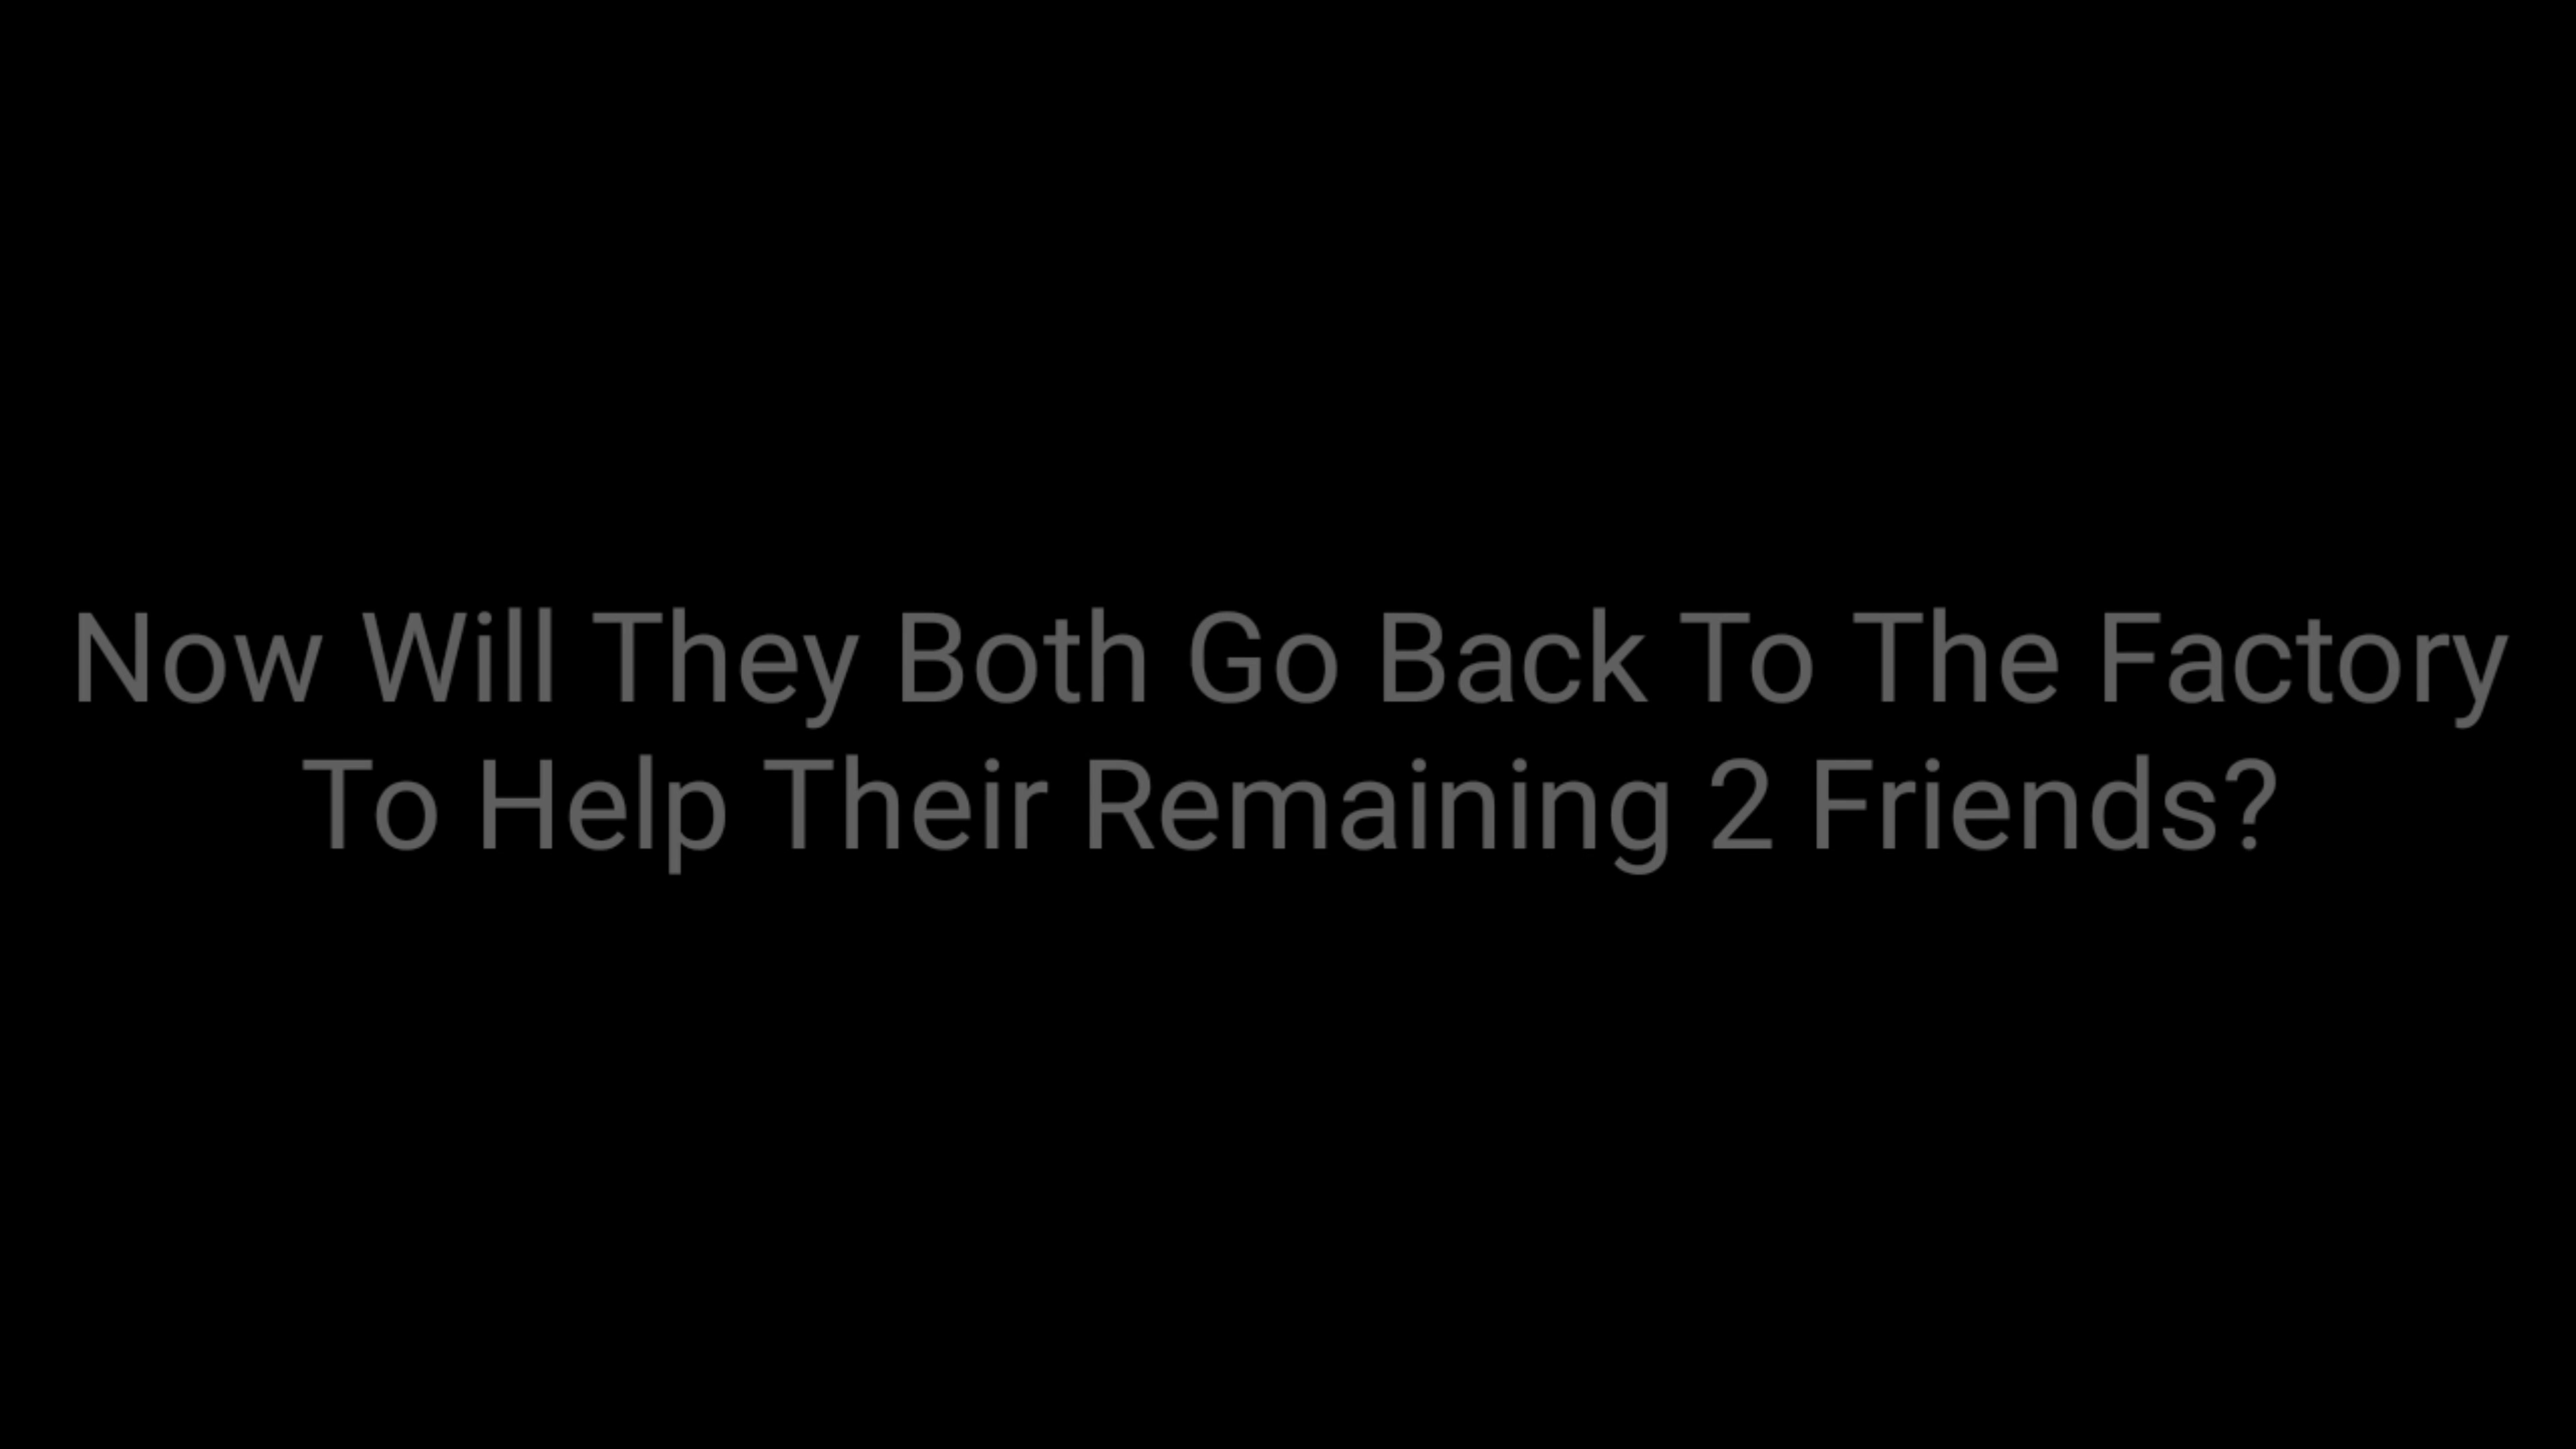 Now Will They Both Go Back To The Factory
To Help Their Remaining 2 Friends?